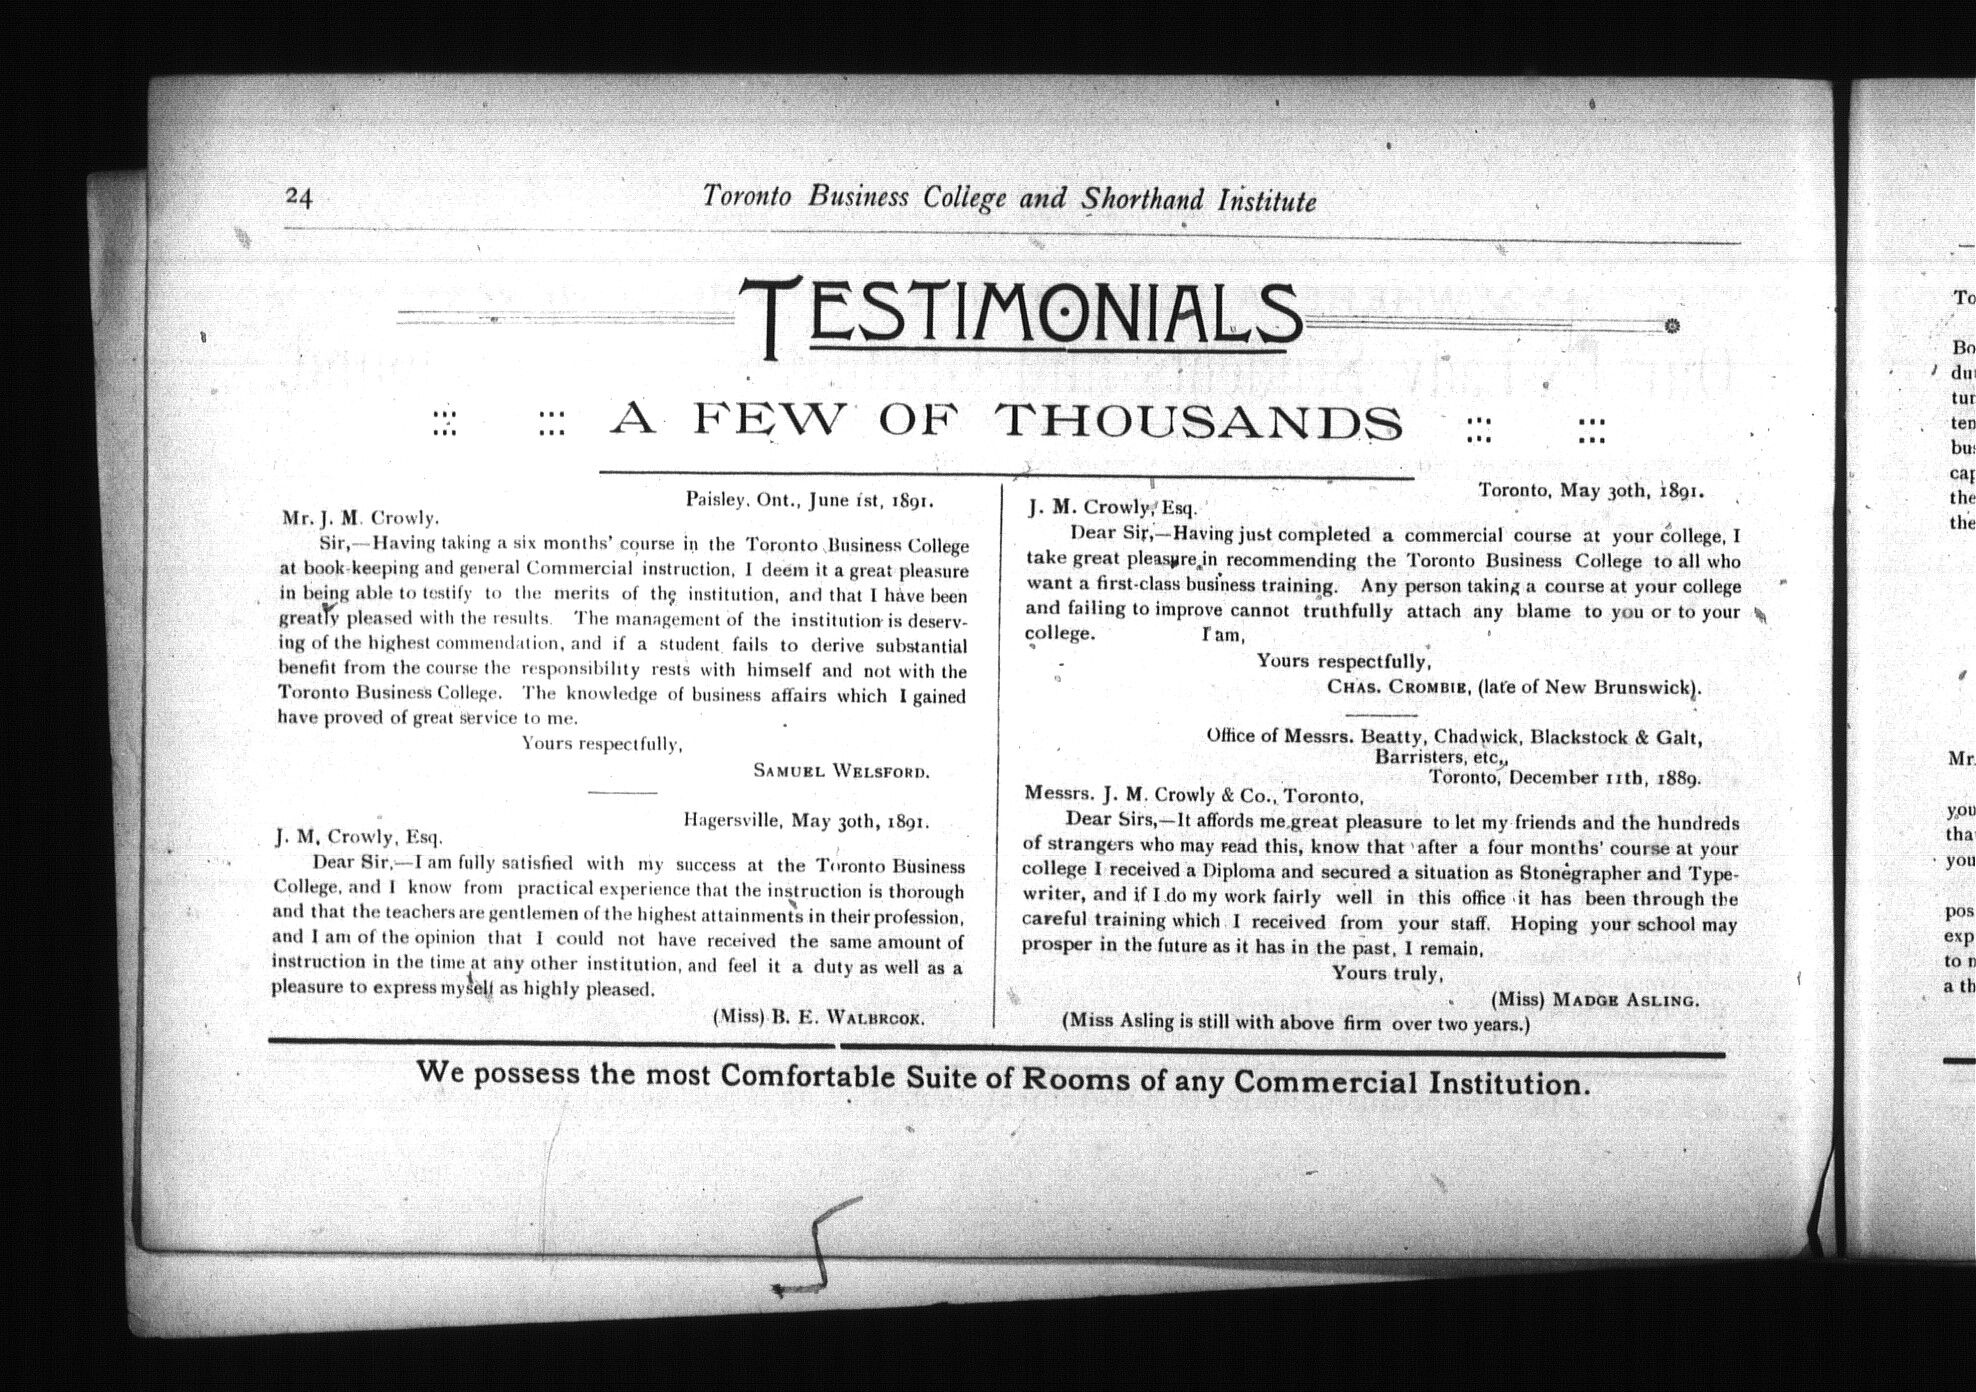 24
Toronto Business College and Shorthand Institute
TESTIMONIALS
A FEW OF THOUSANDS
Paisley, Ont., June 1st, 1891.
Mr. J. M. Crowly.
Sir,—Having taking a six months' course in the Toronto Business College
at book-keeping and general Commercial instruction, I deem it a great pleasure
in being able to testify to the merits of the institution, and that I have been
greatly pleased with the results. The management of the institution is deserv-
ing of the highest commendation, and if a student fails to derive substantial
benefit from the course the responsibility rests with himself and not with the
Toronto Business College. The knowledge of business affairs which I gained
have proved of great service to me.
Yours respectfully,
SAMUEL WELSFORD.
Hagersville, May 30th, 1891.
J. M. Crowly, Esq.
Dear Sir,—I am fully satisfied with my success at the Toronto Business
College, and I know from practical experience that the instruction is thorough
and that the teachers are gentlemen of the highest attainments in their profession,
and I am of the opinion that I could not have received the same amount of
instruction in the time at any other institution, and feel it a duty as well as a
pleasure to express myself as highly pleased.
(Miss) B. E. WALBRCOK.
Toronto, May 30th, 1891.
J. M. Crowly, Esq.
Dear Sir,—Having just completed a commercial course at your college, I
take great pleasure in recommending the Toronto Business College to all who
want a first-class business training. Any person taking a course at your college
and failing to improve cannot truthfully attach any blame to you or to your
college. I am,
Yours respectfully,
CHAS. CROMBIE, (late of New Brunswick).
Office of Messrs. Beatty, Chadwick, Blackstock & Galt,
Barristers, etc.,
Toronto, December 11th, 1889.
Messrs. J. M. Crowly & Co., Toronto,
Dear Sirs,—It affords me great pleasure to let my friends and the hundreds
of strangers who may read this, know that after a four months' course at your
college I received a Diploma and secured a situation as Stonegrapher and Type-
writer, and if I do my work fairly well in this office it has been through the
careful training which I received from your staff. Hoping your school may
prosper in the future as it has in the past, I remain,
Yours truly,
(Miss) MADGE ASLING.
(Miss Asling is still with above firm over two years.)
We possess the most Comfortable Suite of Rooms of any Commercial Institution.